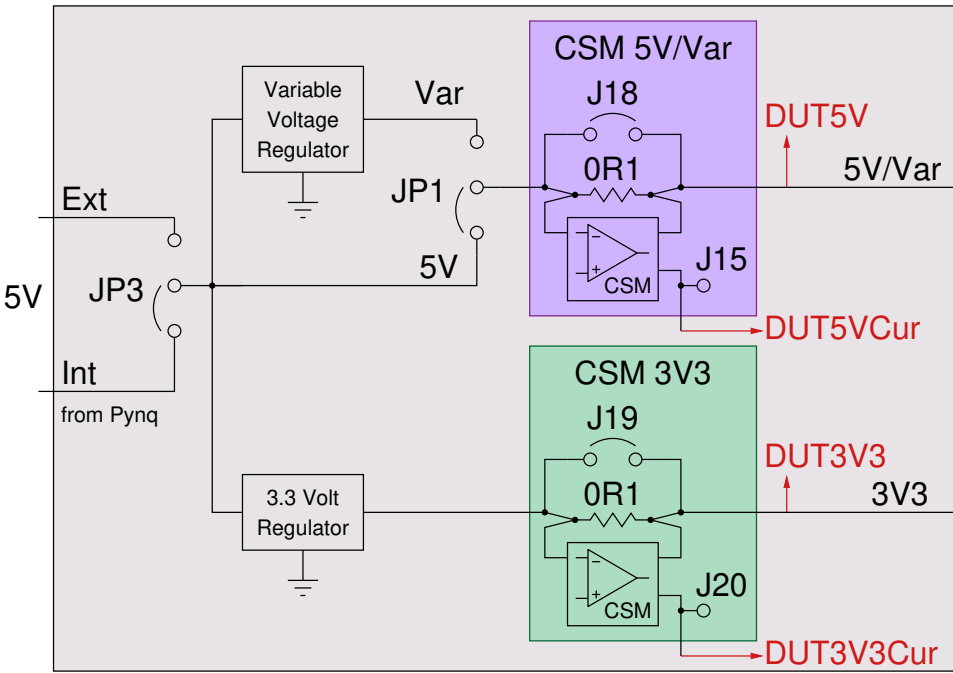 CSM 5V/Var
J18
Variable
Voltage
Regulator
Var
DUT5V
0R1
5V/Var
JP1
Ext
−
+
CSM
J15
5V
JP3
5V
DUT5VCur
Int
from Pynq
CSM 3V3
J19
DUT3V3
0R1
3V3
3.3 Volt
Regulator
−
+
CSM
J20
DUT3V3Cur